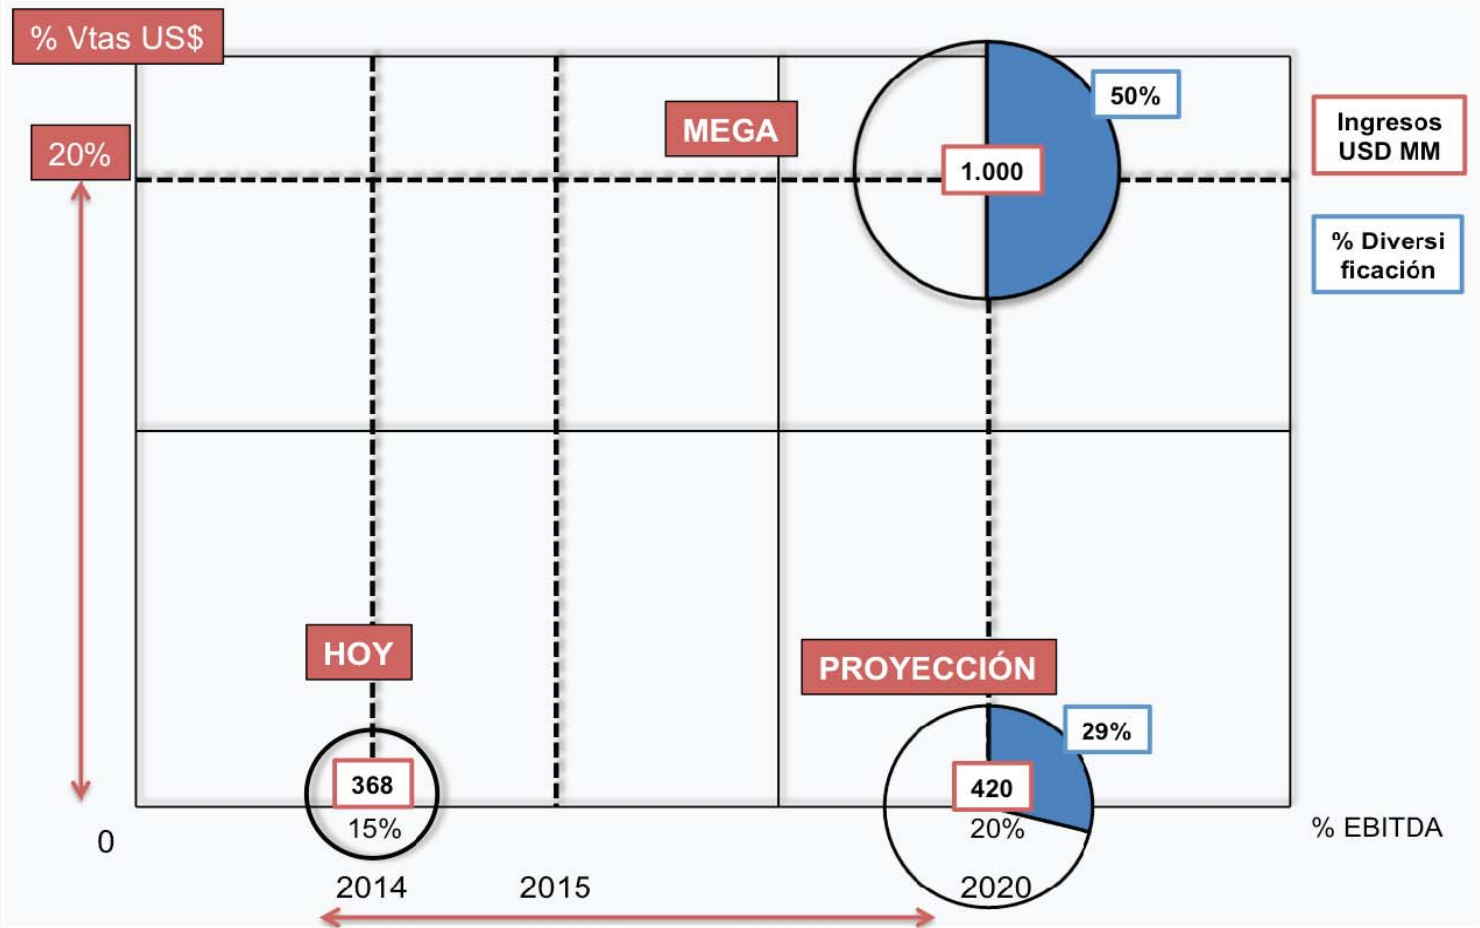 % Vtas US$
20%
MEGA
50%
1.000
Ingresos
USD MM
% Diversi
ficación
HOY
PROYECCIÓN
29%
368
420
15%
20%
% EBITDA
0
2014
2015
2020